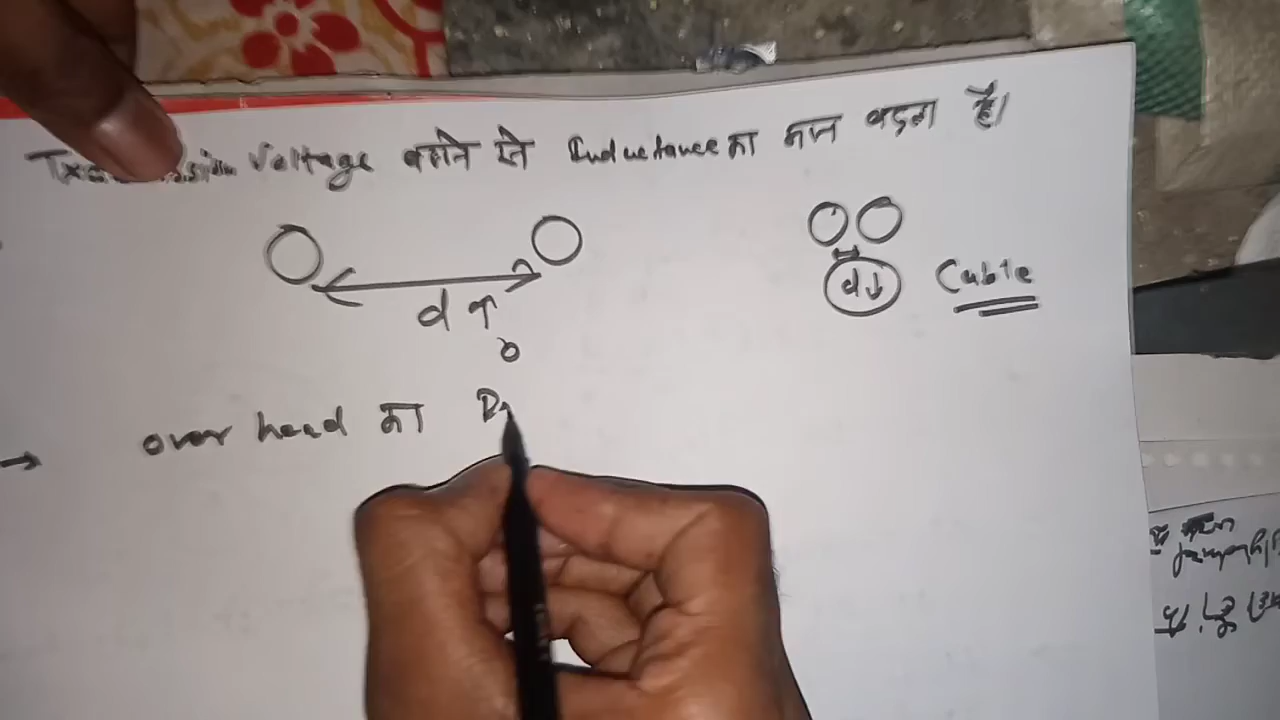 Voltage बढाने से Inductance का मान बढ़ता है।
d ↑
d↓ Cable
→ over head का D